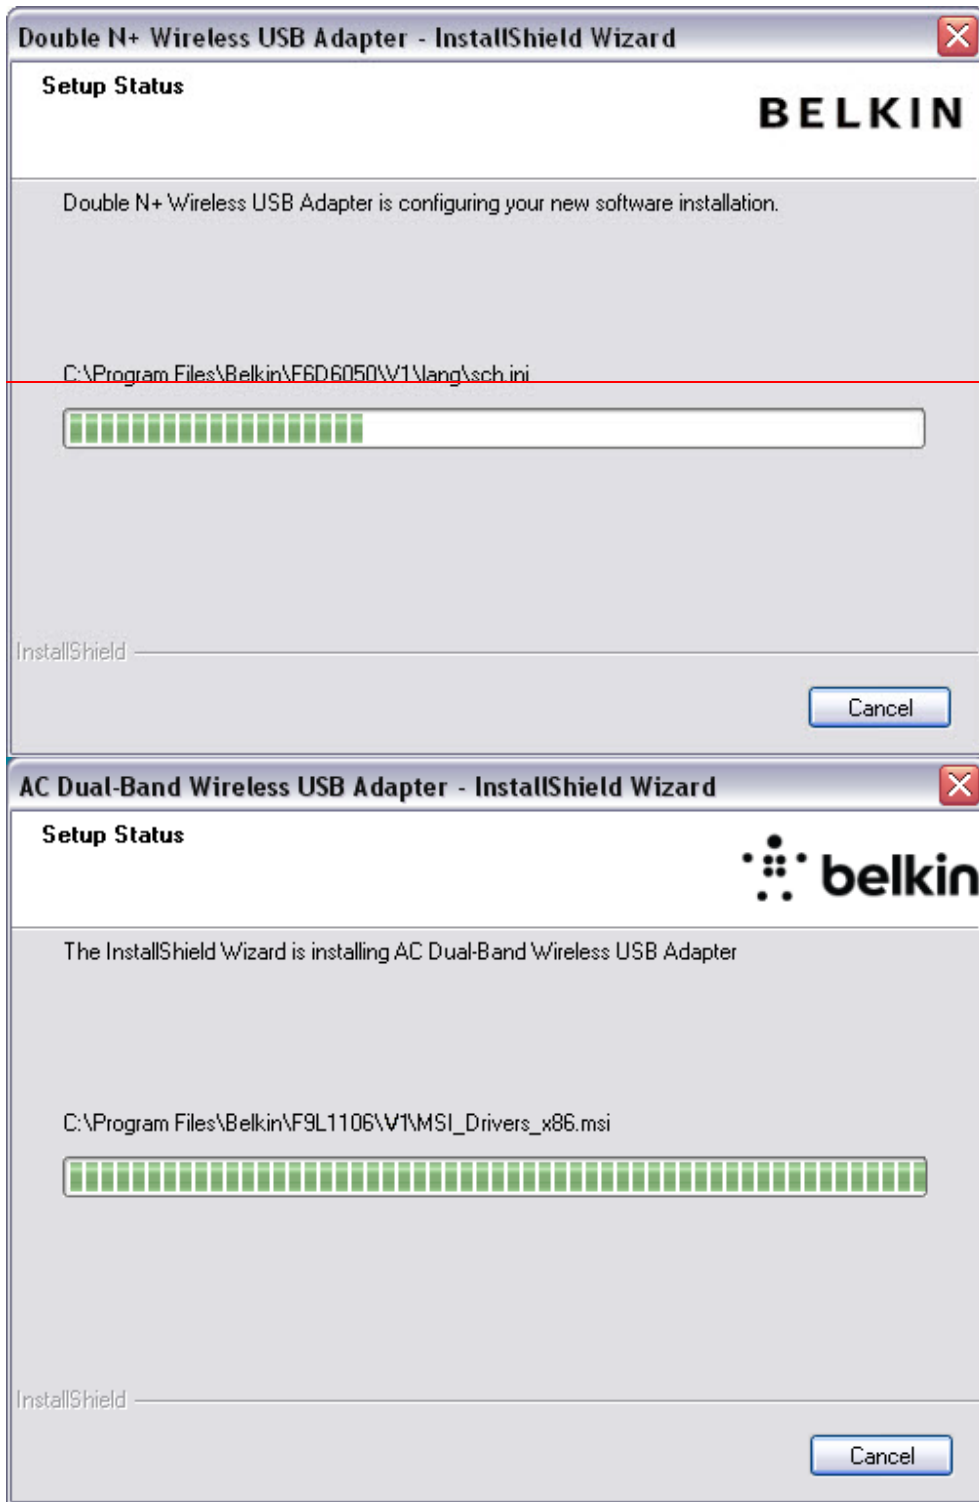 Double N+ Wireless USB Adapter - InstallShield Wizard
Setup Status
BELKIN
Double N+ Wireless USB Adapter is configuring your new software installation.
C:\Program Files\Belkin\F6D6050\V1\lang\sch.ini
InstallShield
Cancel
AC Dual-Band Wireless USB Adapter - InstallShield Wizard
Setup Status
belkin
The InstallShield Wizard is installing AC Dual-Band Wireless USB Adapter
C:\Program Files\Belkin\F9L1106\V1\MSI_Drivers_x86.msi
InstallShield
Cancel